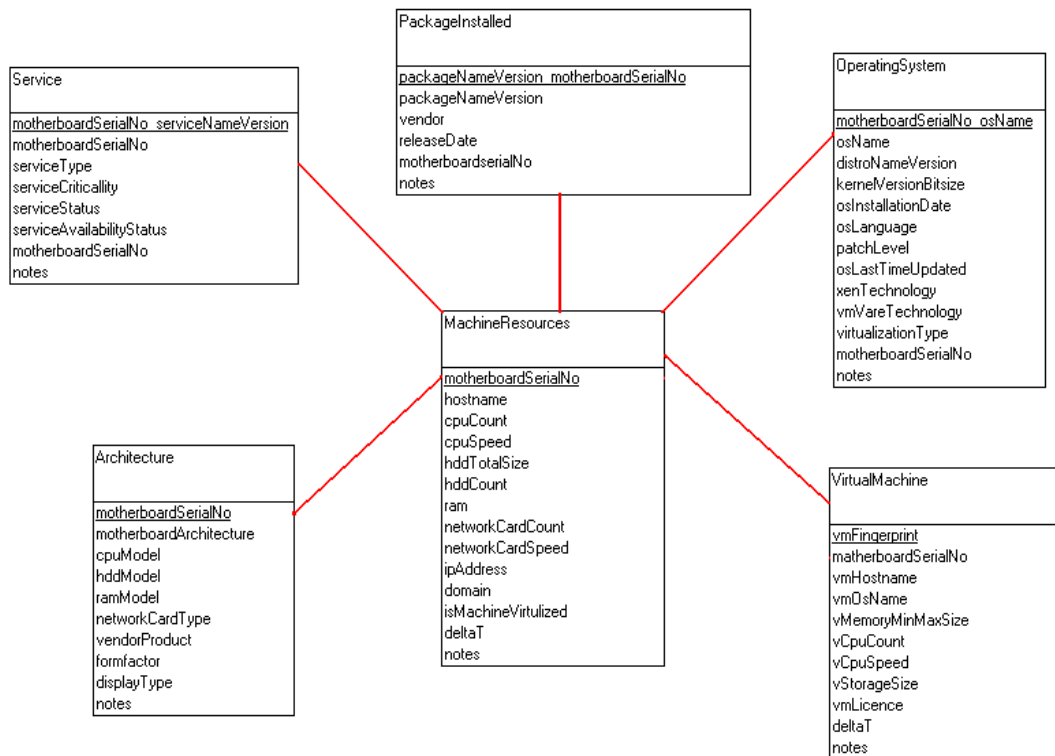 PackageInstalled
packageNameVersion_motherboardSerialNo
packageNameVersion
vendor
releaseDate
motherboardserialNo
notes
Service
motherboardSerialNo_serviceNameVersion
motherboardSerialNo
serviceType
serviceCriticallity
serviceStatus
serviceAvailabilityStatus
motherboardSerialNo
notes
OperatingSystem
motherboardSerialNo_osName
osName
distroNameVersion
kernelVersionBitsize
osInstallationDate
osLanguage
patchLevel
osLastTimeUpdated
xenTechnology
vmVareTechnology
virtualizationType
motherboardSerialNo
notes
MachineResources
motherboardSerialNo
hostname
cpuCount
cpuSpeed
hddTotalSize
hddCount
ram
networkCardCount
networkCardSpeed
ipAddress
domain
isMachineVirtulized
deltaT
notes
Architecture
motherboardSerialNo
motherboardArchitecture
cpuModel
hddModel
ramModel
networkCardType
vendorProduct
formfactor
displayType
notes
VirtualMachine
vmFingerprint
matherboardSerialNo
vmHostname
vmOsName
vMemoryMinMaxSize
vCpuCount
vCpuSpeed
vStorageSize
vmLicence
deltaT
notes